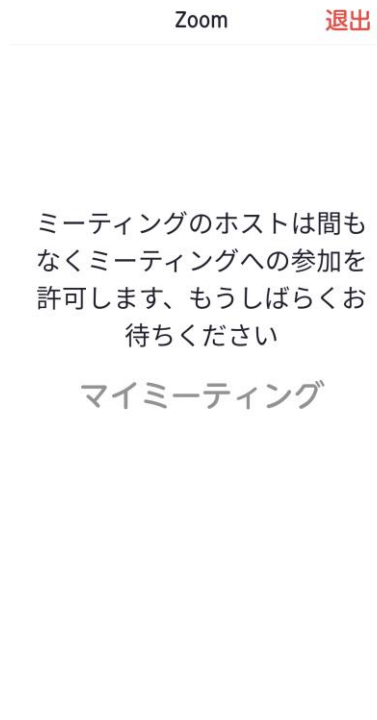 Zoom 退出
ミーティングのホストは間も
なくミーティングへの参加を
許可します、もうしばらくお
待ちください
マイミーティング